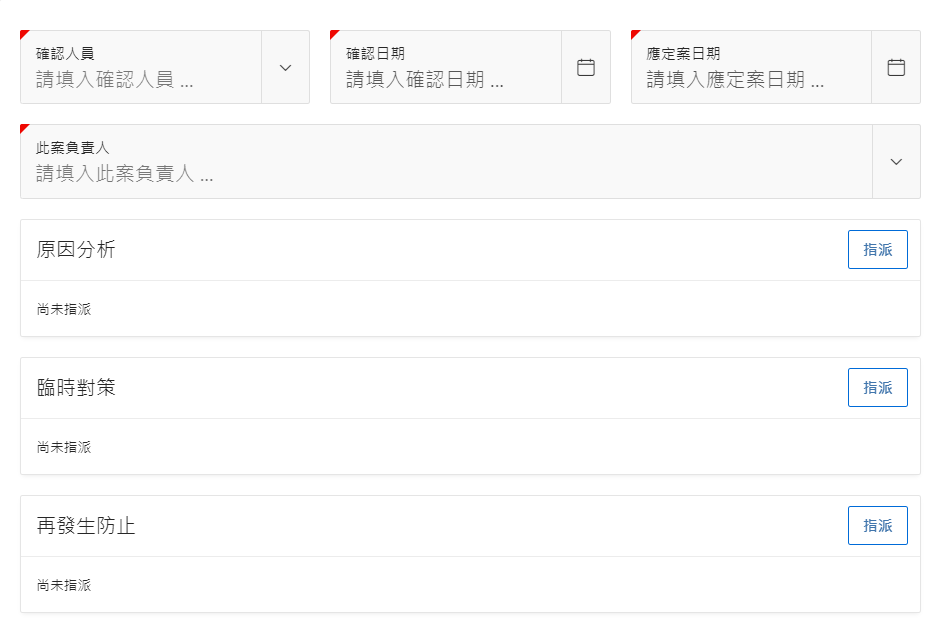 確認人員
請填入確認人員 ...
確認日期
請填入確認日期 ...
應定案日期
請填入應定案日期 ...
此案負責人
請填入此案負責人 ...
原因分析
指派
尚未指派
臨時對策
指派
尚未指派
再發生防止
指派
尚未指派